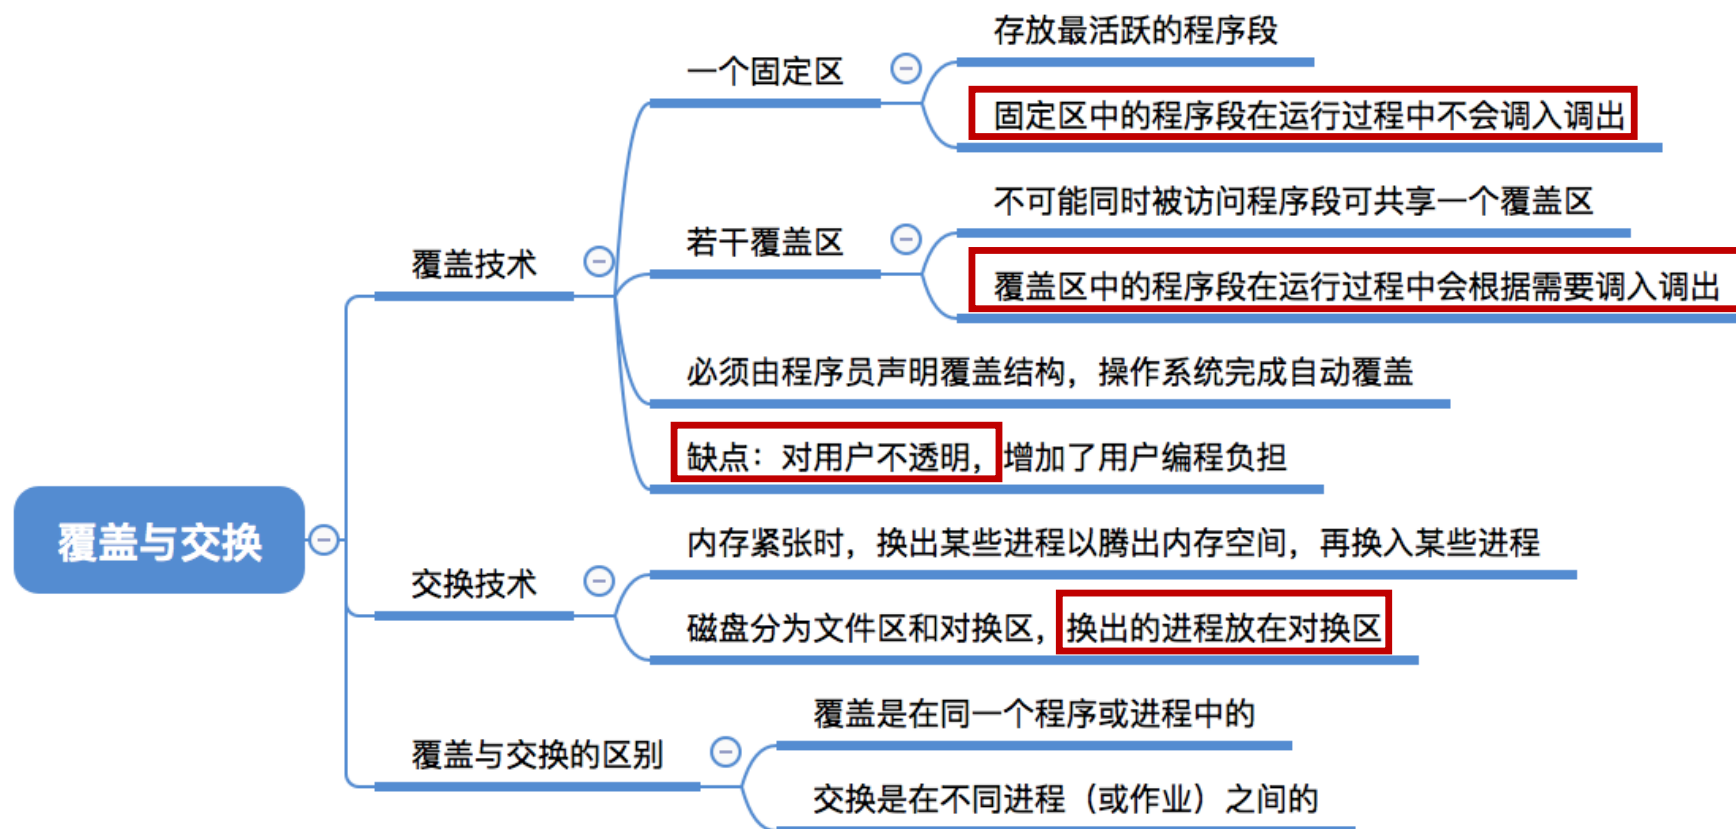 覆盖与交换
覆盖技术
一个固定区
存放最活跃的程序段
固定区中的程序段在运行过程中不会调入调出
若干覆盖区
不可能同时被访问程序段可共享一个覆盖区
覆盖区中的程序段在运行过程中会根据需要调入调出
必须由程序员声明覆盖结构，操作系统完成自动覆盖
缺点：对用户不透明，增加了用户编程负担
交换技术
内存紧张时，换出某些进程以腾出内存空间，再换入某些进程
磁盘分为文件区和对换区，换出的进程放在对换区
覆盖与交换的区别
覆盖是在同一个程序或进程中的
交换是在不同进程（或作业）之间的